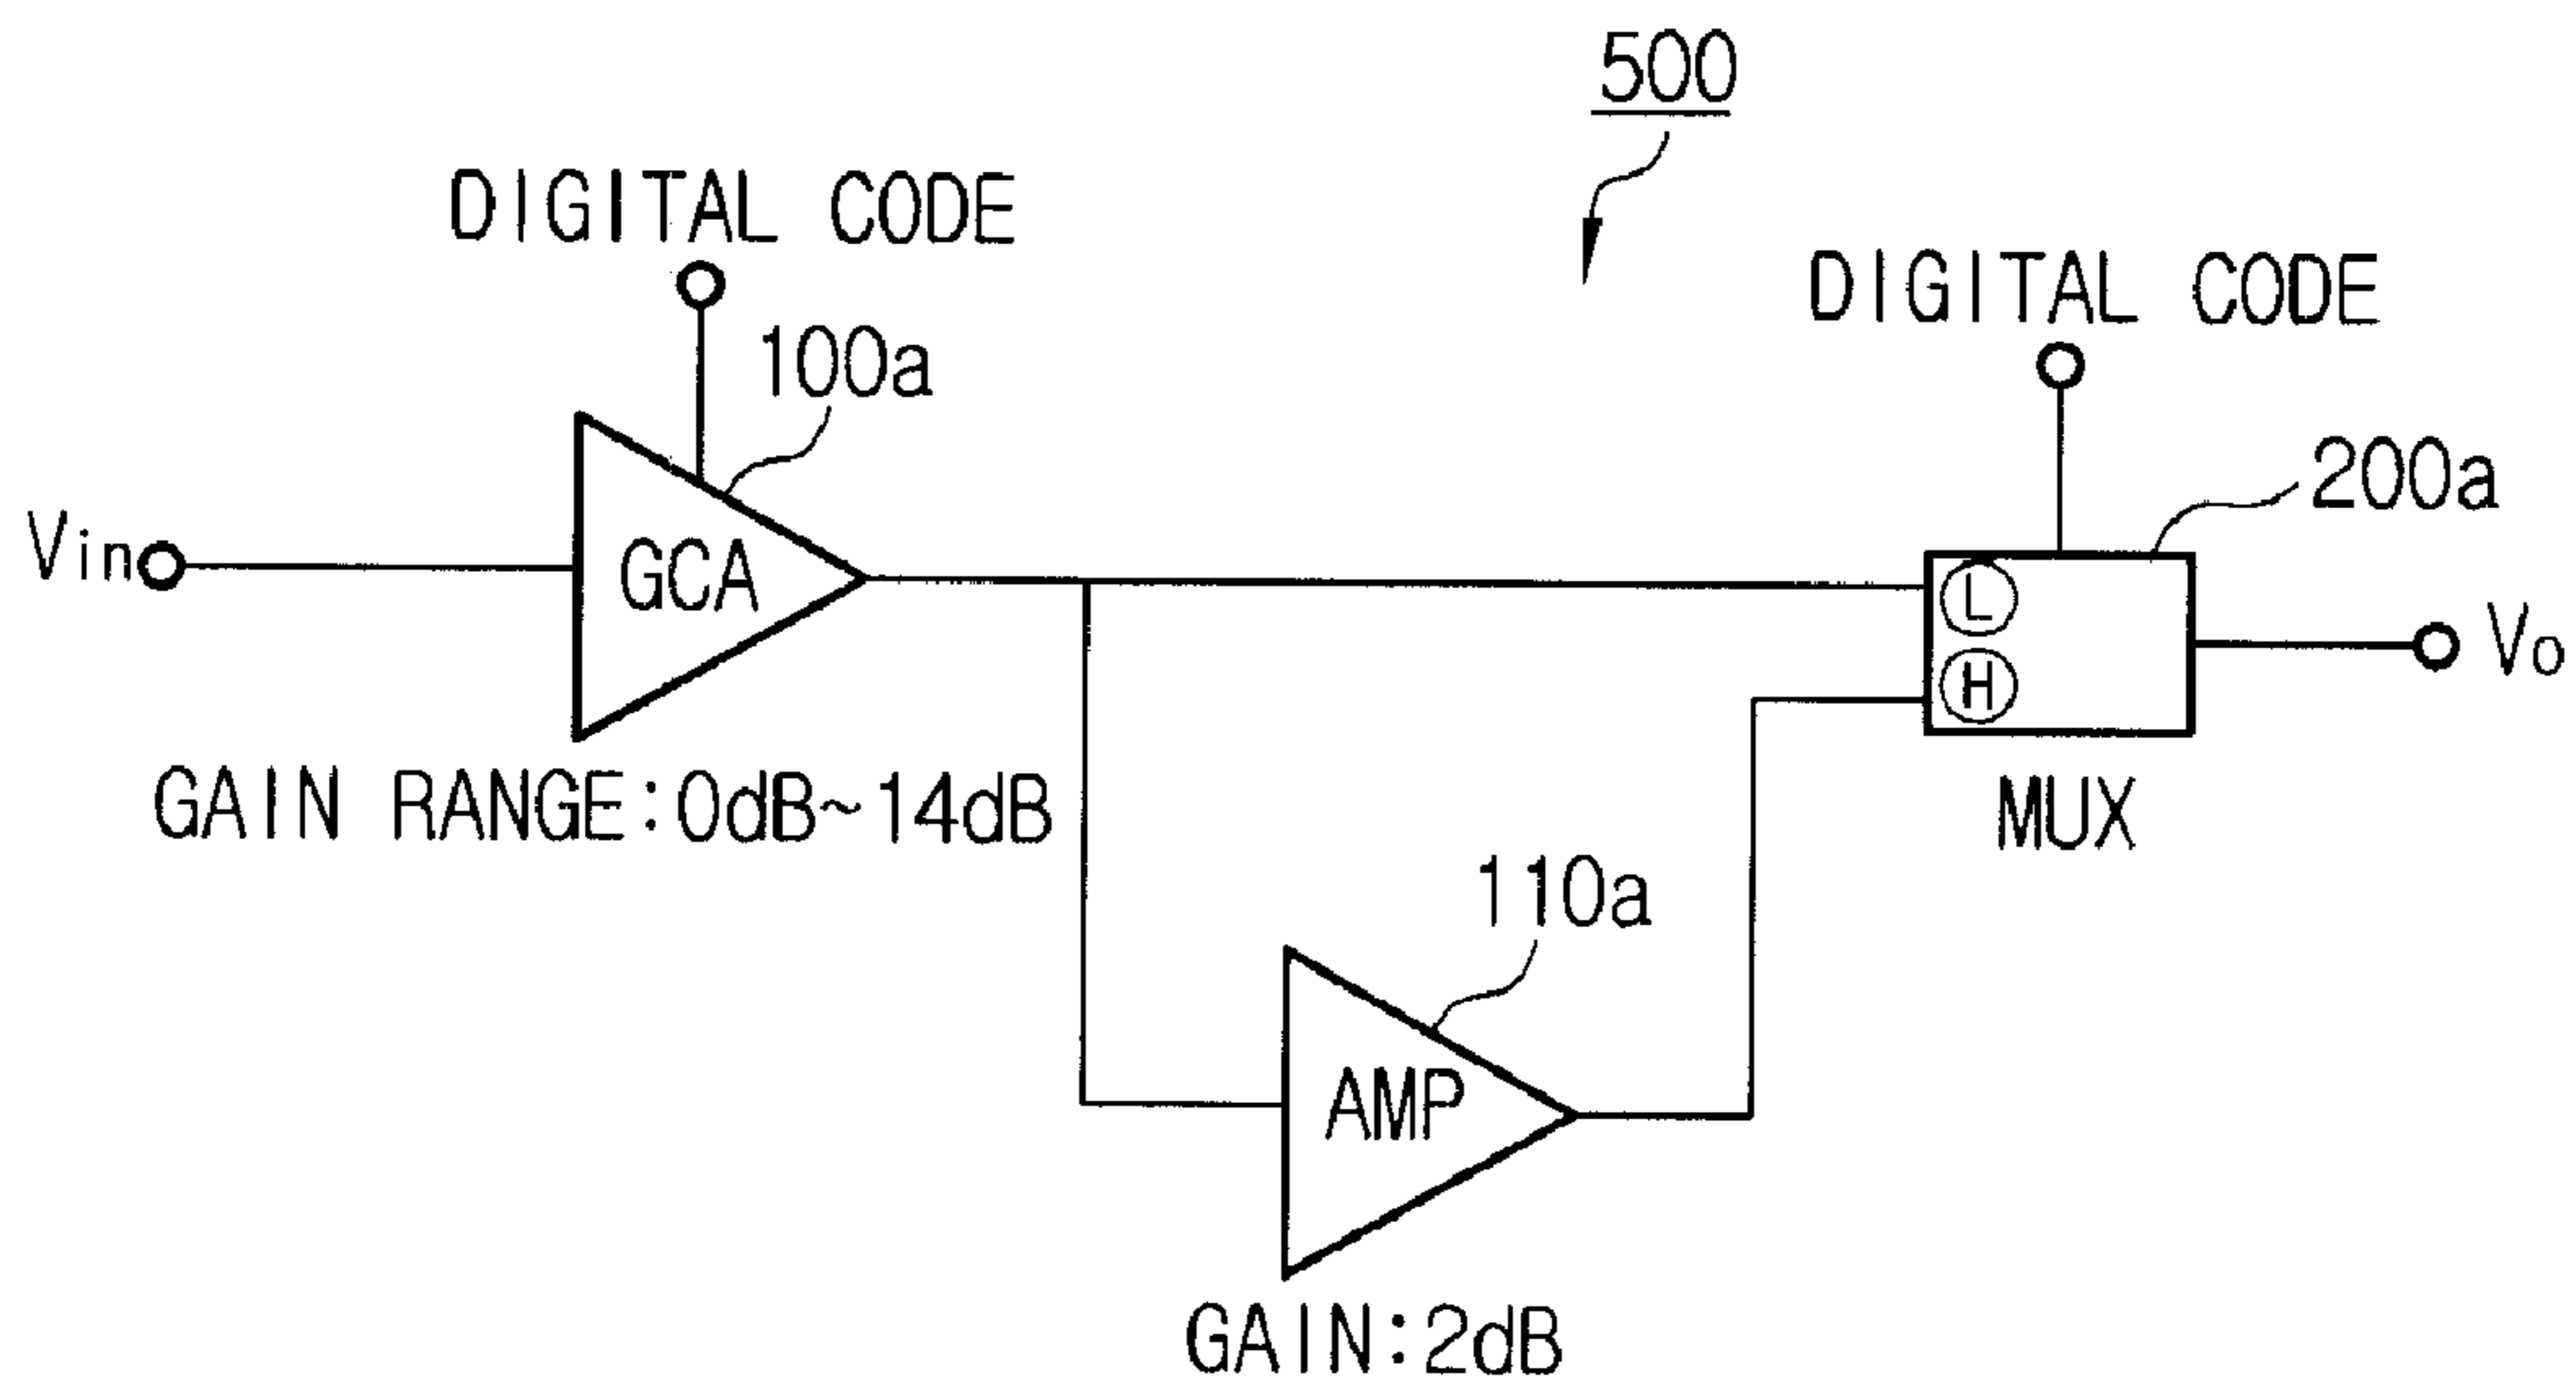 500
DIGITAL CODE
DIGITAL CODE
100a
200a
Vin
GCA
L
H
Vo
GAIN RANGE:0dB~14dB
MUX
110a
AMP
GAIN:2dB